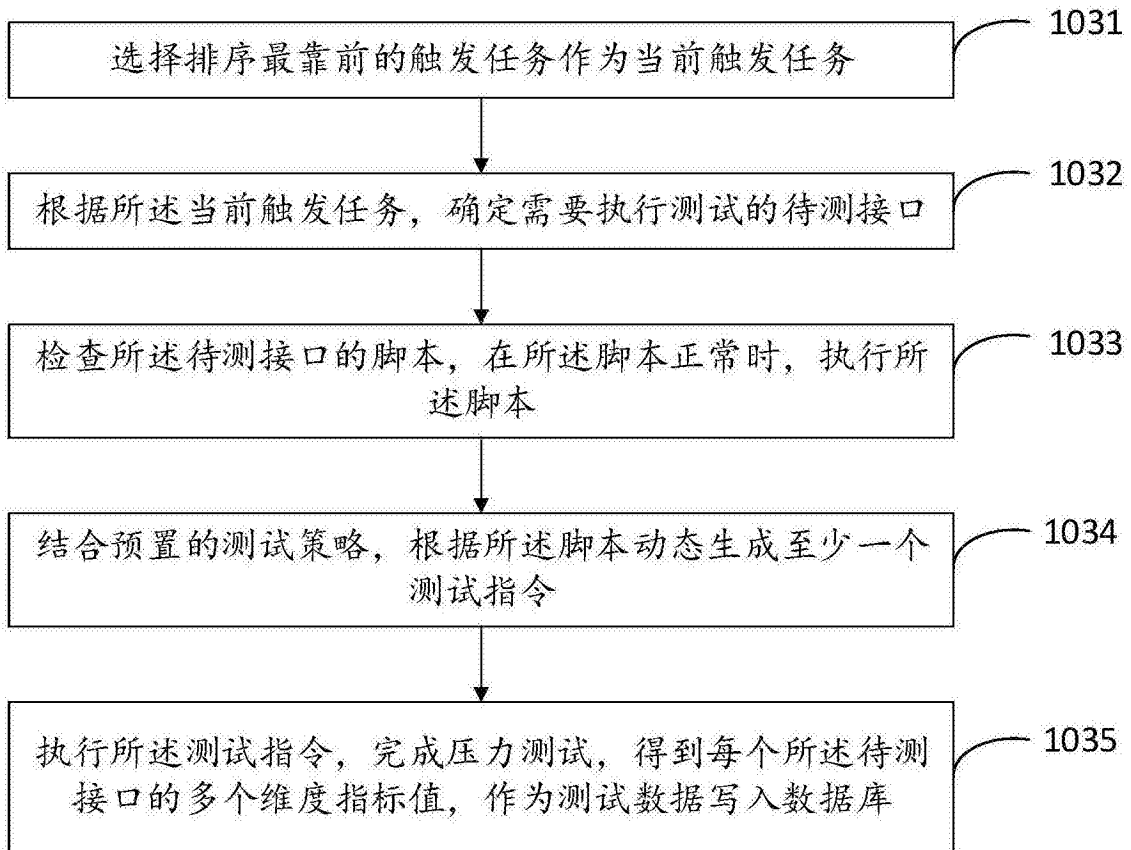 1031
选择排序最靠前的触发任务作为当前触发任务
1032
根据所述当前触发任务，确定需要执行测试的待测接口
1033
检查所述待测接口的脚本，在所述脚本正常时，执行所
述脚本
1034
结合预置的测试策略，根据所述脚本动态生成至少一个
测试指令
1035
执行所述测试指令，完成压力测试，得到每个所述待测
接口的多个维度指标值，作为测试数据写入数据库